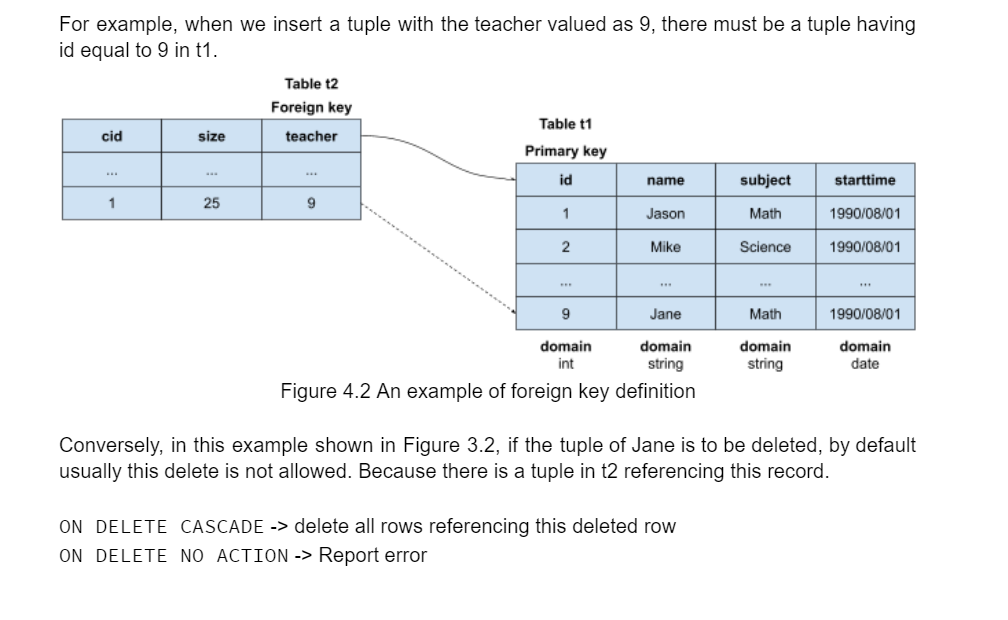 For example, when we insert a tuple with the teacher valued as 9, there must be a tuple having
id equal to 9 in t1.
Table t2
Foreign key
cid size teacher
... ... ...
1 25 9
Table t1
Primary key
id name subject starttime
1 Jason Math 1990/08/01
2 Mike Science 1990/08/01
... ... ... ...
9 Jane Math 1990/08/01
domain domain domain domain
int string string date
Figure 4.2 An example of foreign key definition
Conversely, in this example shown in Figure 3.2, if the tuple of Jane is to be deleted, by default
usually this delete is not allowed. Because there is a tuple in t2 referencing this record.
ON DELETE CASCADE -> delete all rows referencing this deleted row
ON DELETE NO ACTION -> Report error